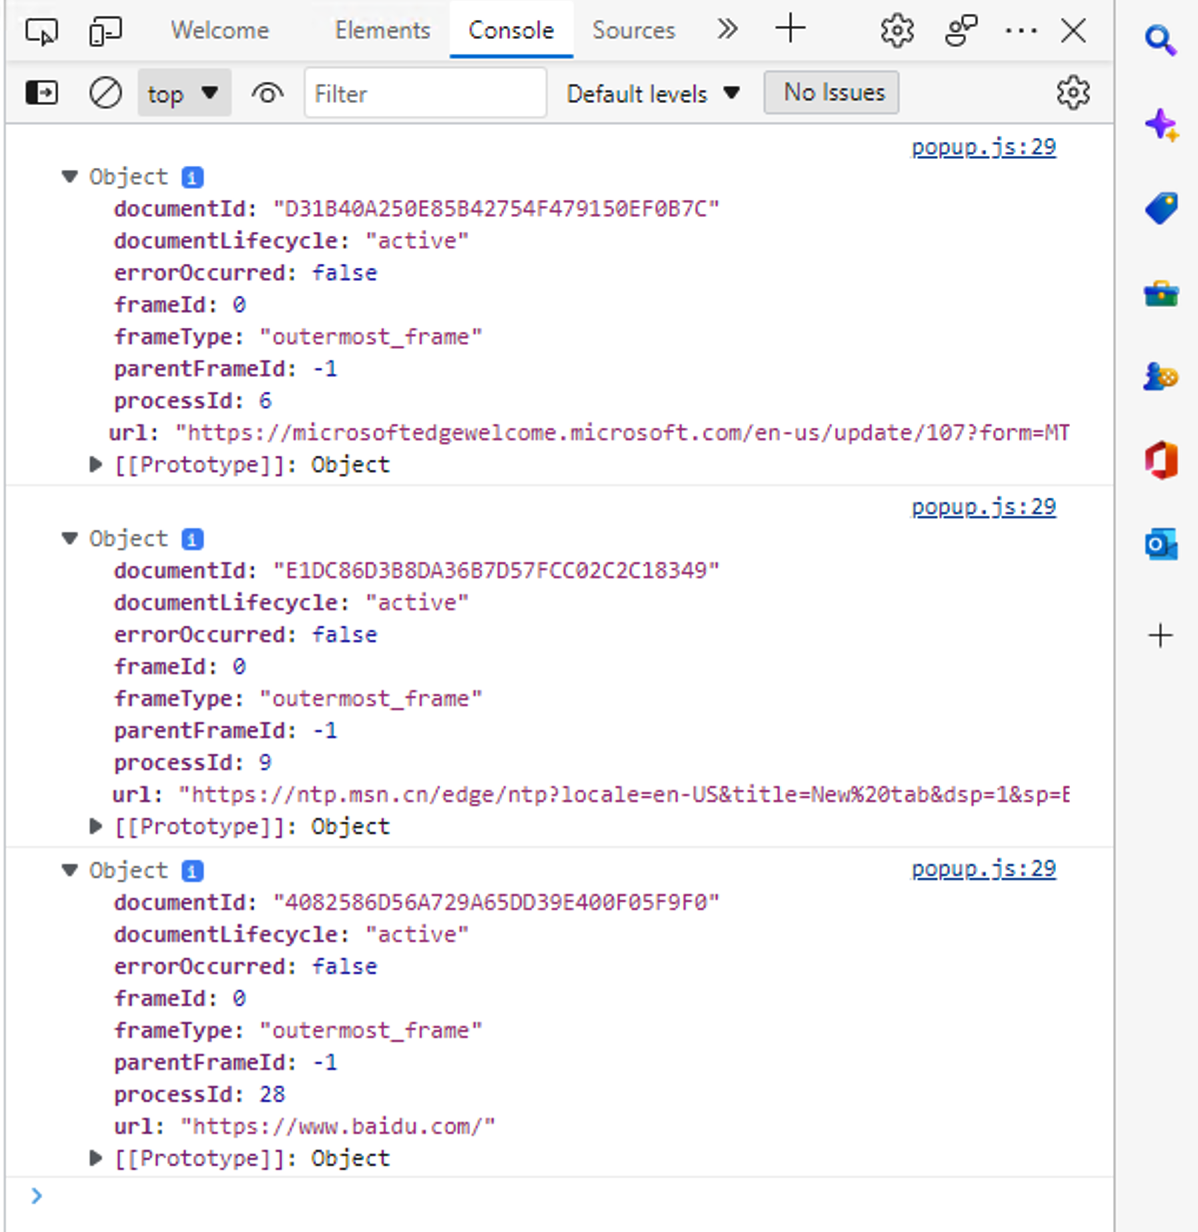 Welcome Elements Console Sources
top Filter Default levels No Issues
popup.js:29
Object
documentId: "D31B40A250E85B42754F479150EF0B7C"
documentLifecycle: "active"
errorOccurred: false
frameId: 0
frameType: "outermost_frame"
parentFrameId: -1
processId: 6
url: "https://microsoftedgewelcome.microsoft.com/en-us/update/107?form=MT
[[Prototype]]: Object
popup.js:29
Object
documentId: "E1DC86D3B8DA36B7D57FCC02C2C18349"
documentLifecycle: "active"
errorOccurred: false
frameId: 0
frameType: "outermost_frame"
parentFrameId: -1
processId: 9
url: "https://ntp.msn.cn/edge/ntp?locale=en-US&title=New%20tab&dsp=1&sp=E
[[Prototype]]: Object
Object popup.js:29
documentId: "4082586D56A729A65DD39E400F05F9F0"
documentLifecycle: "active"
errorOccurred: false
frameId: 0
frameType: "outermost_frame"
parentFrameId: -1
processId: 28
url: "https://www.baidu.com/"
[[Prototype]]: Object